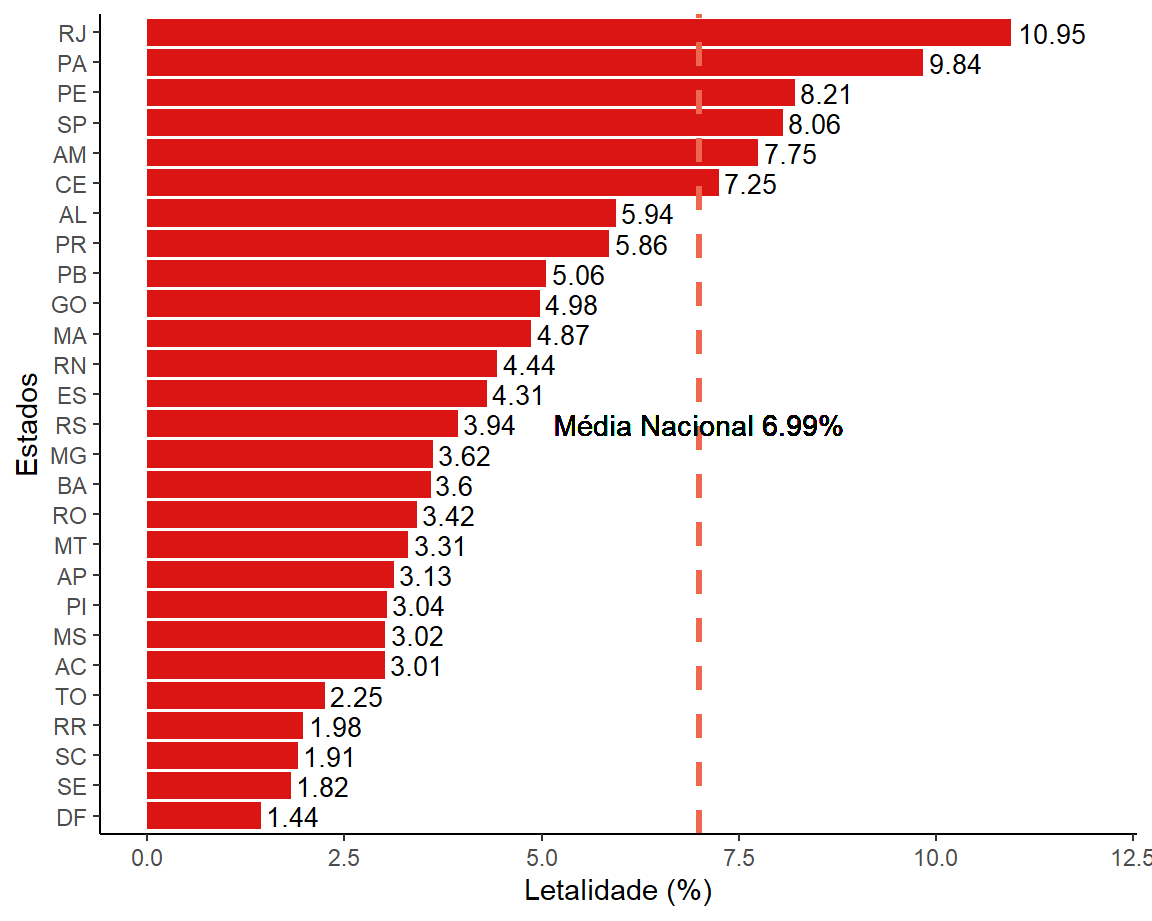 RJ 10.95
PA 9.84
PE 8.21
SP 8.06
AM 7.75
CE 7.25
AL 5.94
PR 5.86
PB 5.06
GO 4.98
MA 4.87
RN 4.44
ES 4.31
RS 3.94 Média Nacional 6.99%
MG 3.62
BA 3.6
RO 3.42
MT 3.31
AP 3.13
PI 3.04
MS 3.02
AC 3.01
TO 2.25
RR 1.98
SC 1.91
SE 1.82
DF 1.44
Estados
0.0 2.5 5.0 7.5 10.0 12.5
Letalidade (%)